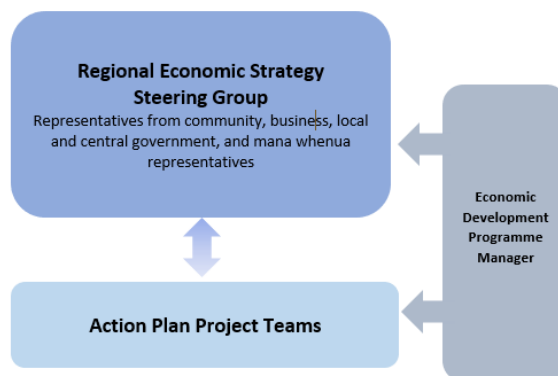 Regional Economic Strategy
Steering Group
Representatives from community, business, local
and central government, and mana whenua
representatives
Economic
Development
Programme
Manager
Action Plan Project Teams